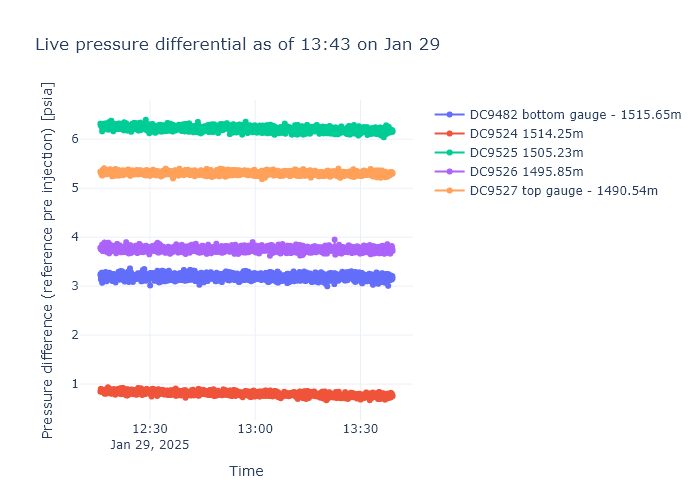 Live pressure differential as of 13:43 on Jan 29
Pressure difference (reference pre injection) [psia]
6
5
4
3
2
1
12:30
Jan 29, 2025
13:00
13:30
Time
DC9482 bottom gauge - 1515.65m
DC9524 1514.25m
DC9525 1505.23m
DC9526 1495.85m
DC9527 top gauge - 1490.54m